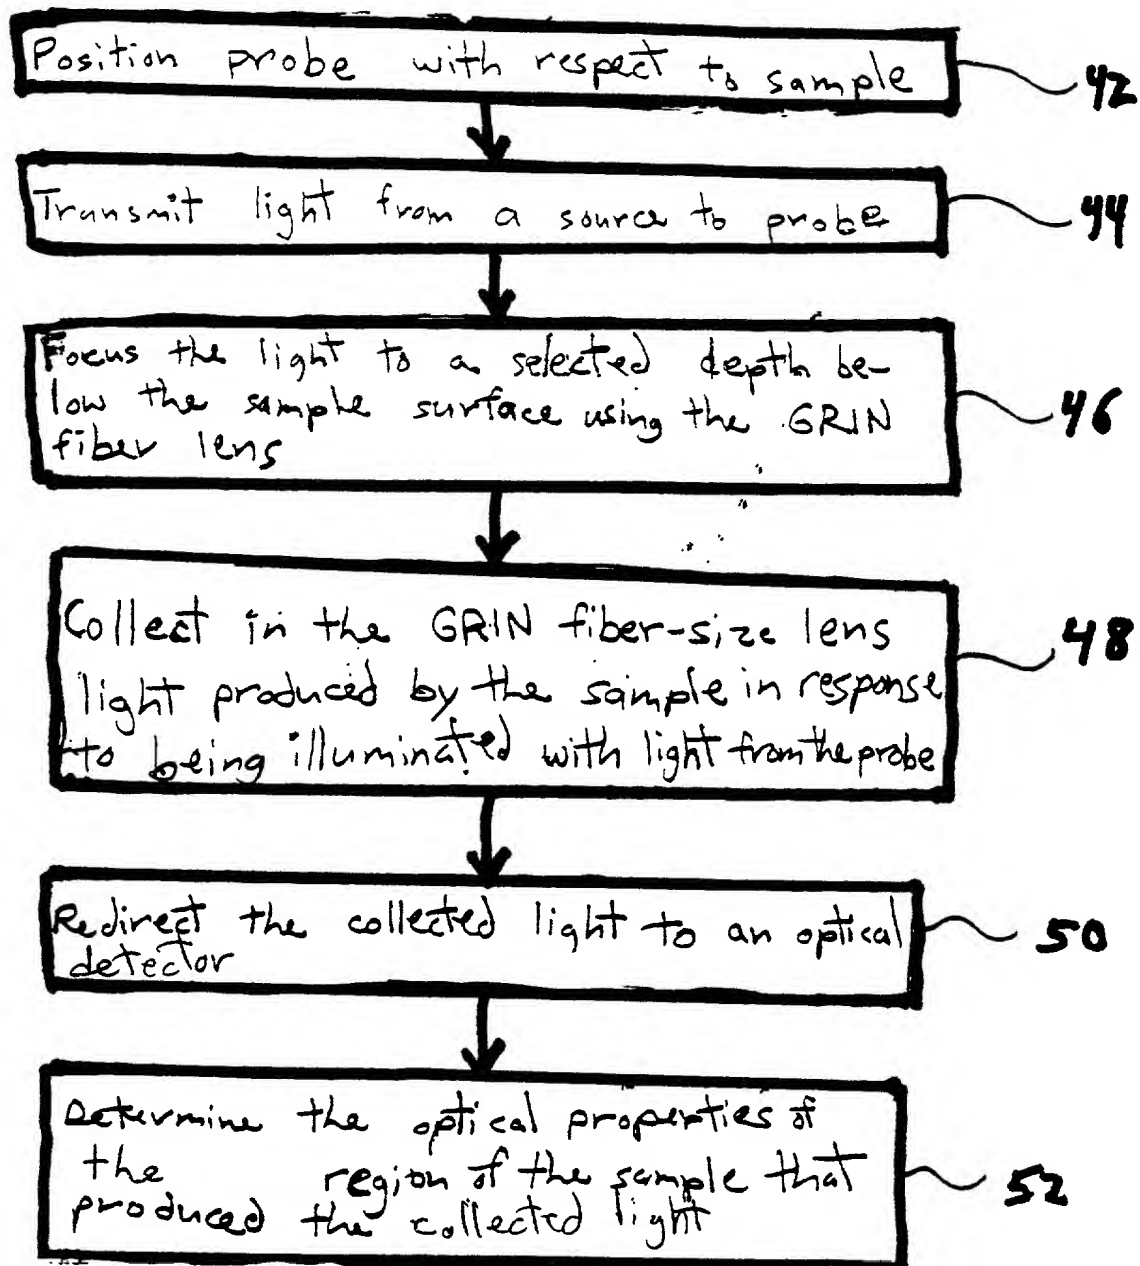 Position probe with respect to sample
42
Transmit light from a source to probe
44
Focus the light to a selected depth be-
low the sample surface using the GRIN
fiber lens
46
Collect in the GRIN fiber-size lens
light produced by the sample in response
to being illuminated with light from the probe
48
Redirect the collected light to an optical
detector
50
Determine the optical properties of
the region of the sample that
produced the collected light
52